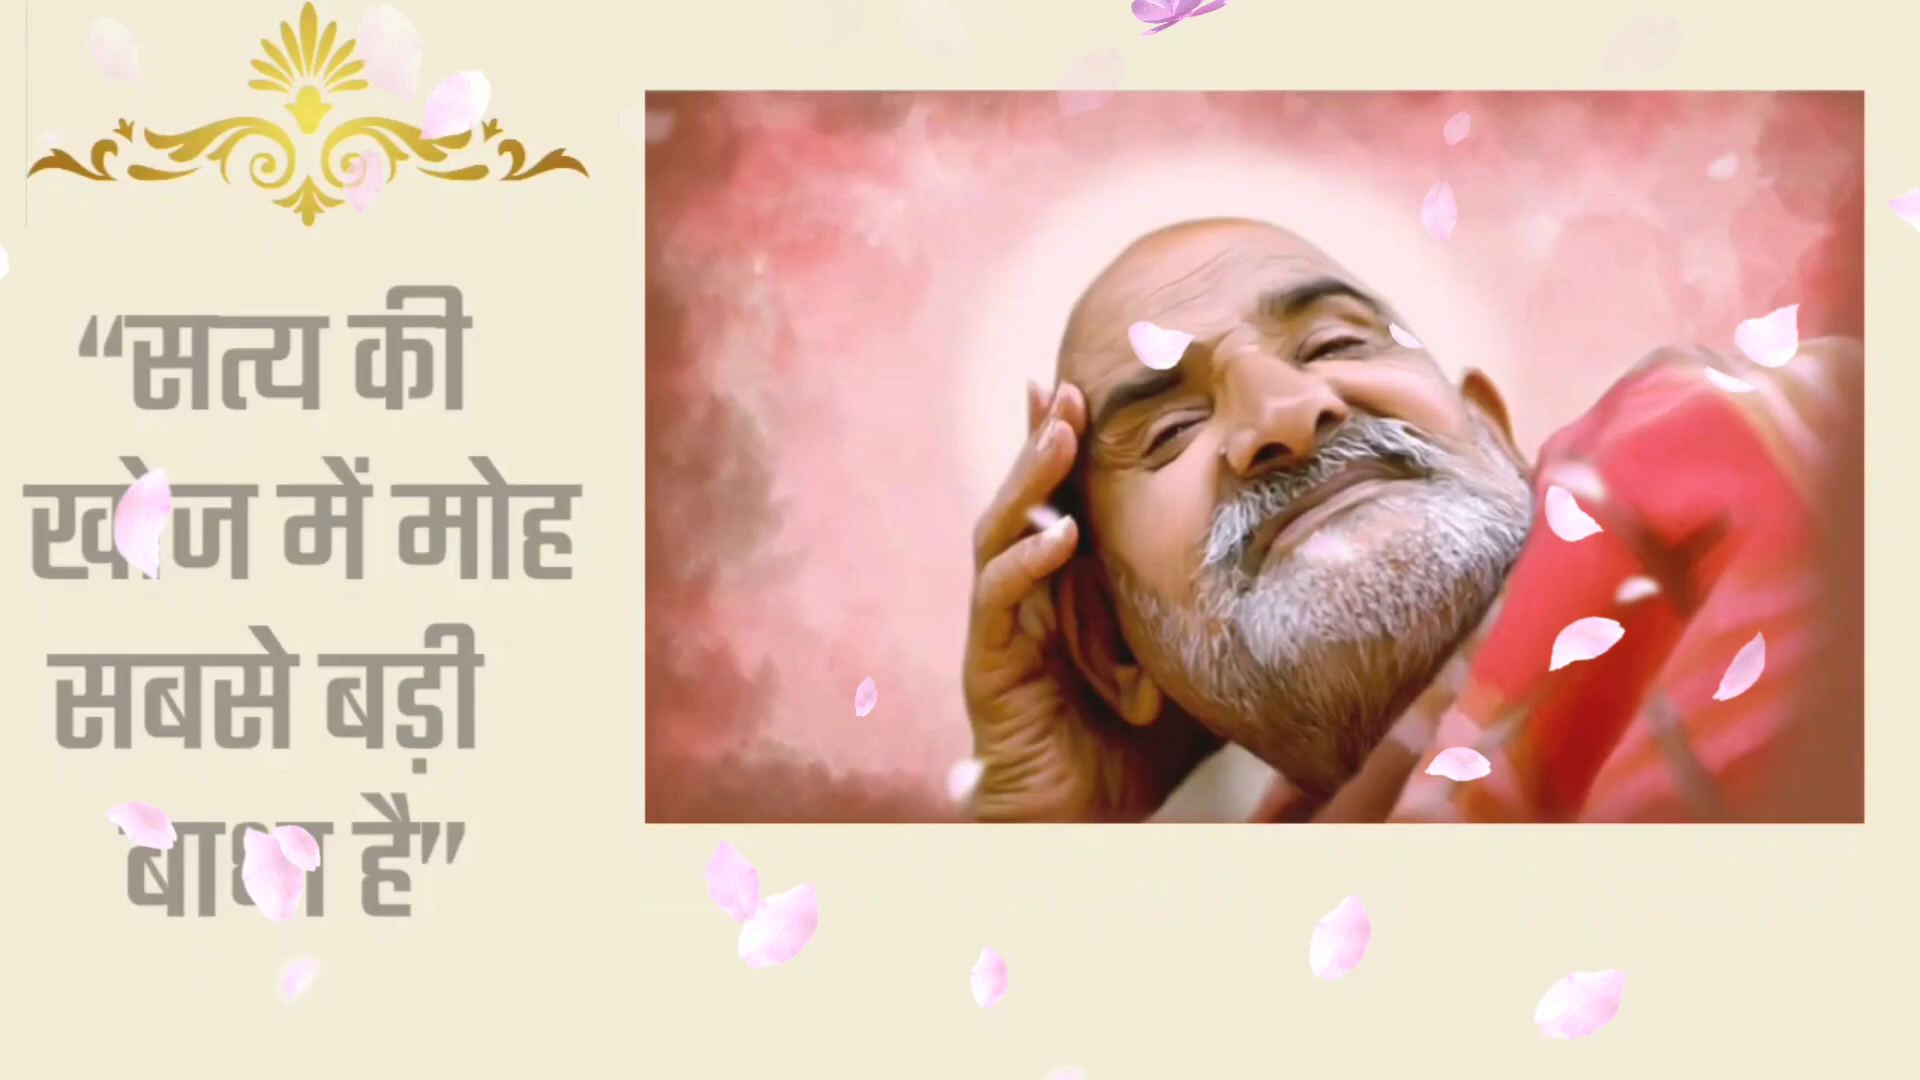 “सत्य की
खोज में मोह
सबसे बड़ी
बाधा है”